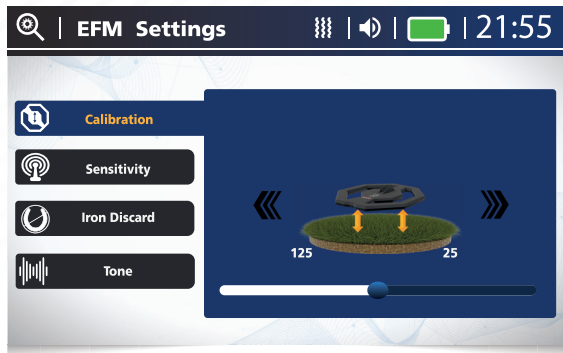 EFM Settings
21:55
Calibration
Sensitivity
Iron Discard
Tone
125
25